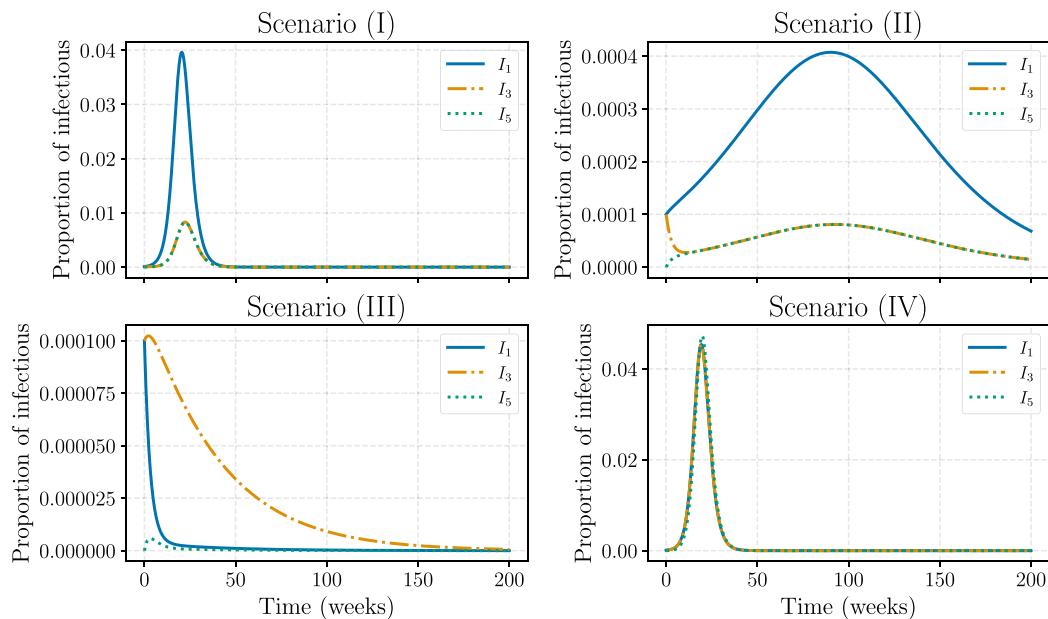 Scenario (I)
Proportion of infectious
0.04
0.03
0.02
0.01
0.00
I₁
I₃
I₅
Scenario (II)
Proportion of infectious
0.0004
0.0003
0.0002
0.0001
0.0000
I₁
I₃
I₅
Scenario (III)
Proportion of infectious
0.000100
0.000075
0.000050
0.000025
0.000000
I₁
I₃
I₅
0 50 100 150 200
Time (weeks)
Scenario (IV)
Proportion of infectious
0.04
0.02
0.00
I₁
I₃
I₅
0 50 100 150 200
Time (weeks)